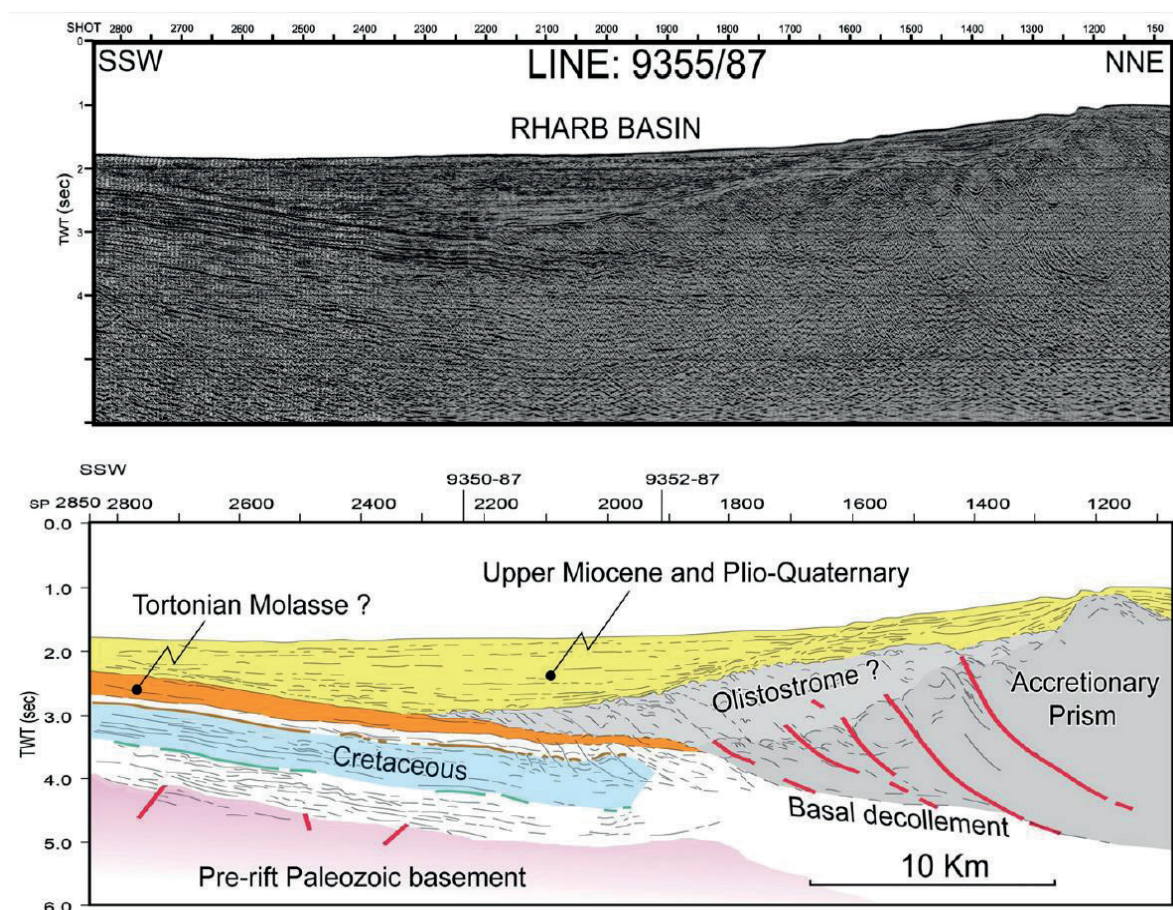 SHOT 2800 2700 2600 2500 2400 2300 2200 2100 2000 1900 1800 1700 1600 1500 1400 1300 1200 150
0
SSW LINE: 9355/87 NNE
1
RHARB BASIN
2
TWT (sec)
3
4
SSW
9350-87 9352-87
SP 2850 2800 2600 2400 2200 2000 1800 1600 1400 1200
0.0
Upper Miocene and Plio-Quaternary
1.0
Tortonian Molasse ?
2.0
TWT (sec)
Olistostrome ?
Accretionary
Prism
3.0
Cretaceous
4.0
Basal decollement
5.0
10 Km
Pre-rift Paleozoic basement
6.0